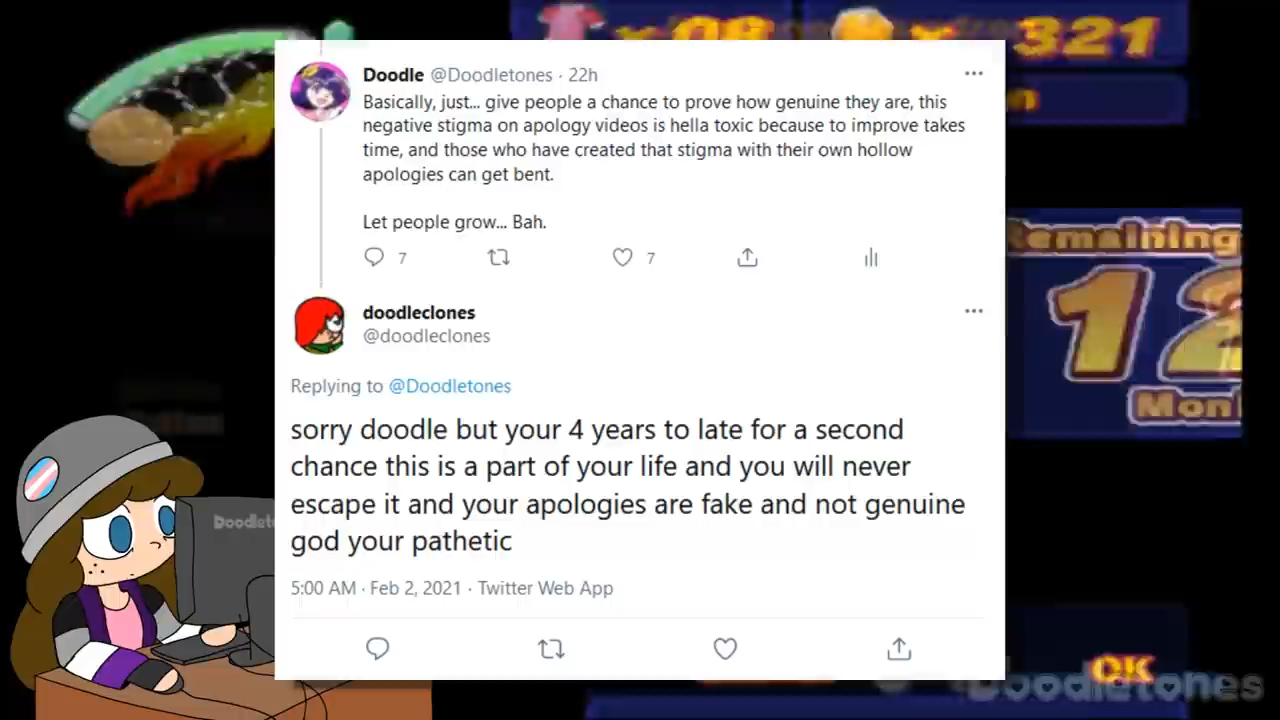 x 08 x 321
Doodle @Doodletones · 22h
Basically, just... give people a chance to prove how genuine they are, this
negative stigma on apology videos is hella toxic because to improve takes
time, and those who have created that stigma with their own hollow
apologies can get bent.
Let people grow... Bah.
7 7
Remaining
12
doodleclones
@doodleclones
Replying to @Doodletones
sorry doodle but your 4 years to late for a second
chance this is a part of your life and you will never
escape it and your apologies are fake and not genuine
god your pathetic
5:00 AM · Feb 2, 2021 · Twitter Web App
OK
Doodletones